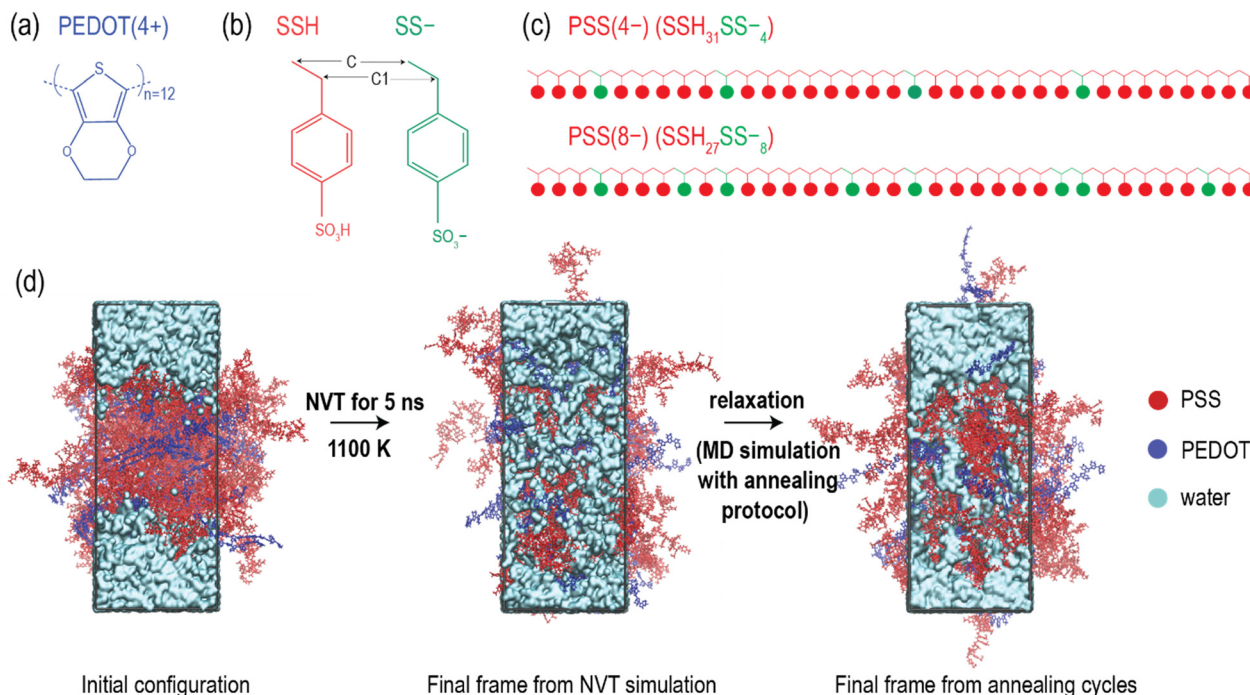 (a) PEDOT(4+)
S
n=12
O O
(b) SSH SS−
C
C1
SO₃H SO₃−
(c) PSS(4−) (SSH₃₁SS−₄)
PSS(8−) (SSH₂₇SS−₈)
(d)
NVT for 5 ns
1100 K
relaxation
(MD simulation
with annealing
protocol)
PSS
PEDOT
water
Initial configuration
Final frame from NVT simulation
Final frame from annealing cycles